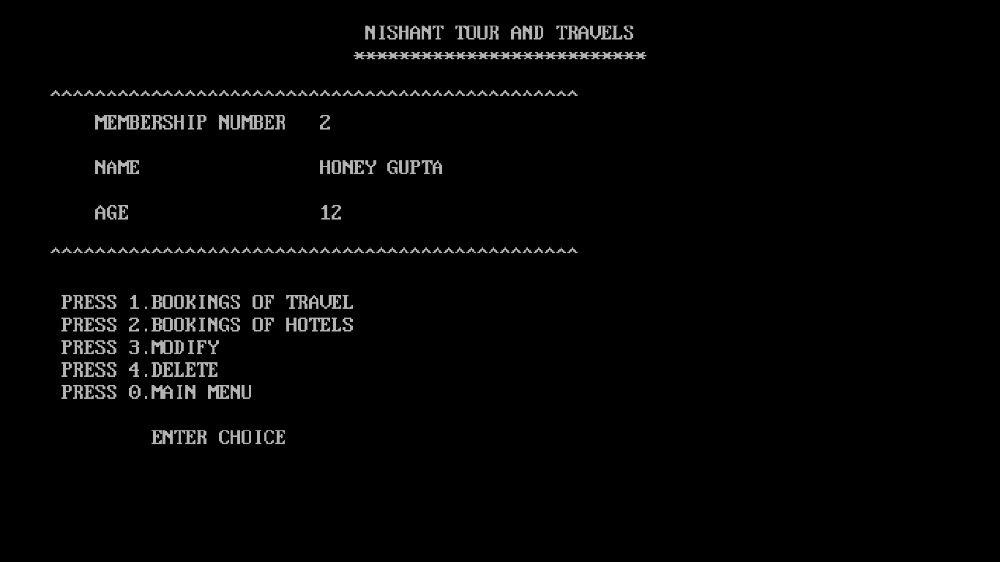 NISHANT TOUR AND TRAVELS
**************************
^^^^^^^^^^^^^^^^^^^^^^^^^^^^^^^^^^^^^^^^^^^^^^^
MEMBERSHIP NUMBER 2
NAME HONEY GUPTA
AGE 12
^^^^^^^^^^^^^^^^^^^^^^^^^^^^^^^^^^^^^^^^^^^^^^^
PRESS 1.BOOKINGS OF TRAVEL
PRESS 2.BOOKINGS OF HOTELS
PRESS 3.MODIFY
PRESS 4.DELETE
PRESS 0.MAIN MENU
ENTER CHOICE